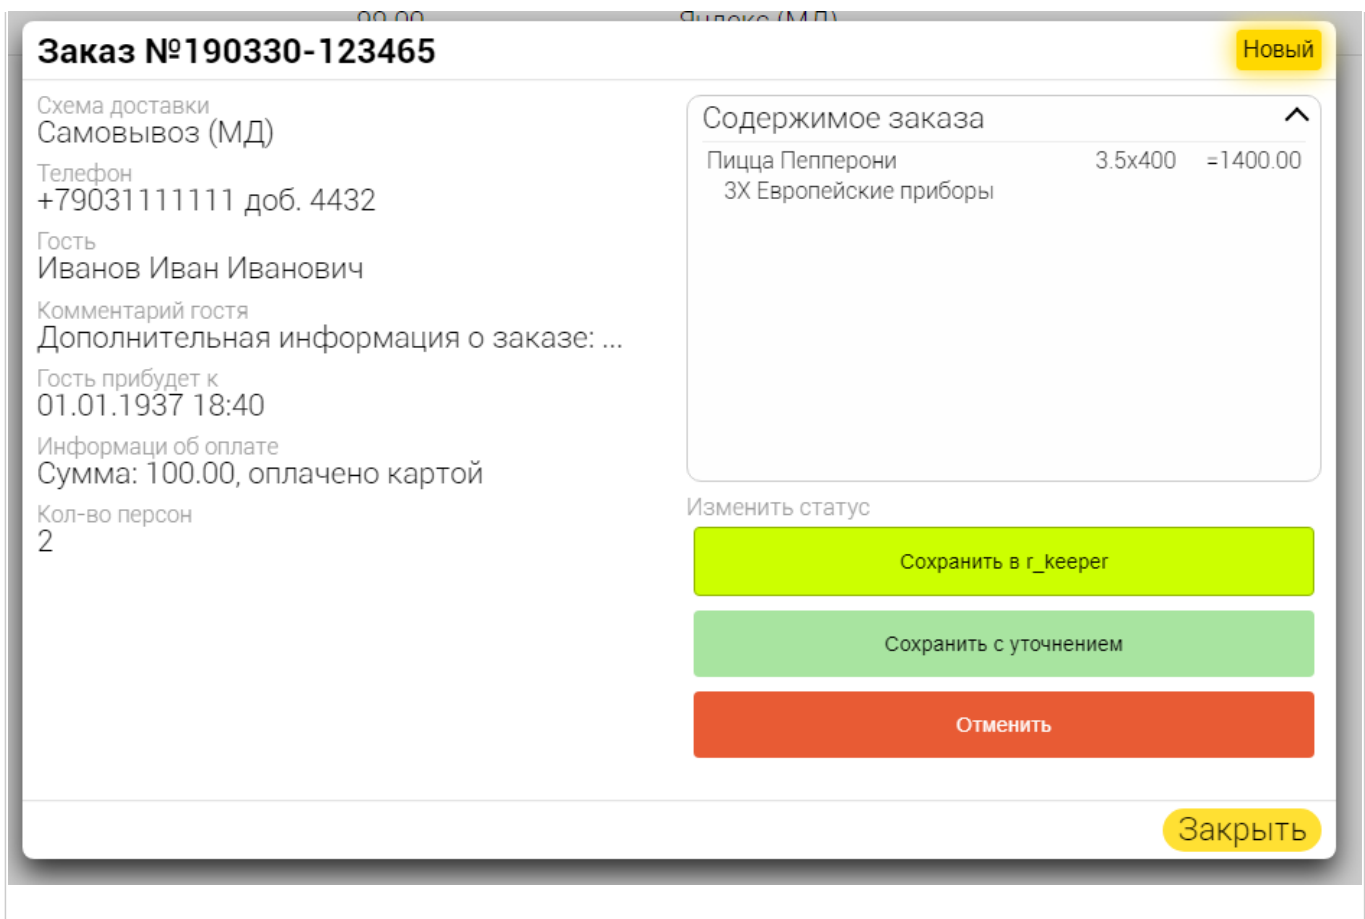 Заказ №190330-123465
Новый
Схема доставки
Самовывоз (МД)
Телефон
+79031111111 доб. 4432
Гость
Иванов Иван Иванович
Комментарий гостя
Дополнительная информация о заказе: ...
Гость прибудет к
01.01.1937 18:40
Информаци об оплате
Сумма: 100.00, оплачено картой
Кол-во персон
2
Содержимое заказа
Пицца Пепперони 3.5x400 =1400.00
3X Европейские приборы
Изменить статус
Сохранить в r_keeper
Сохранить с уточнением
Отменить
Закрыть